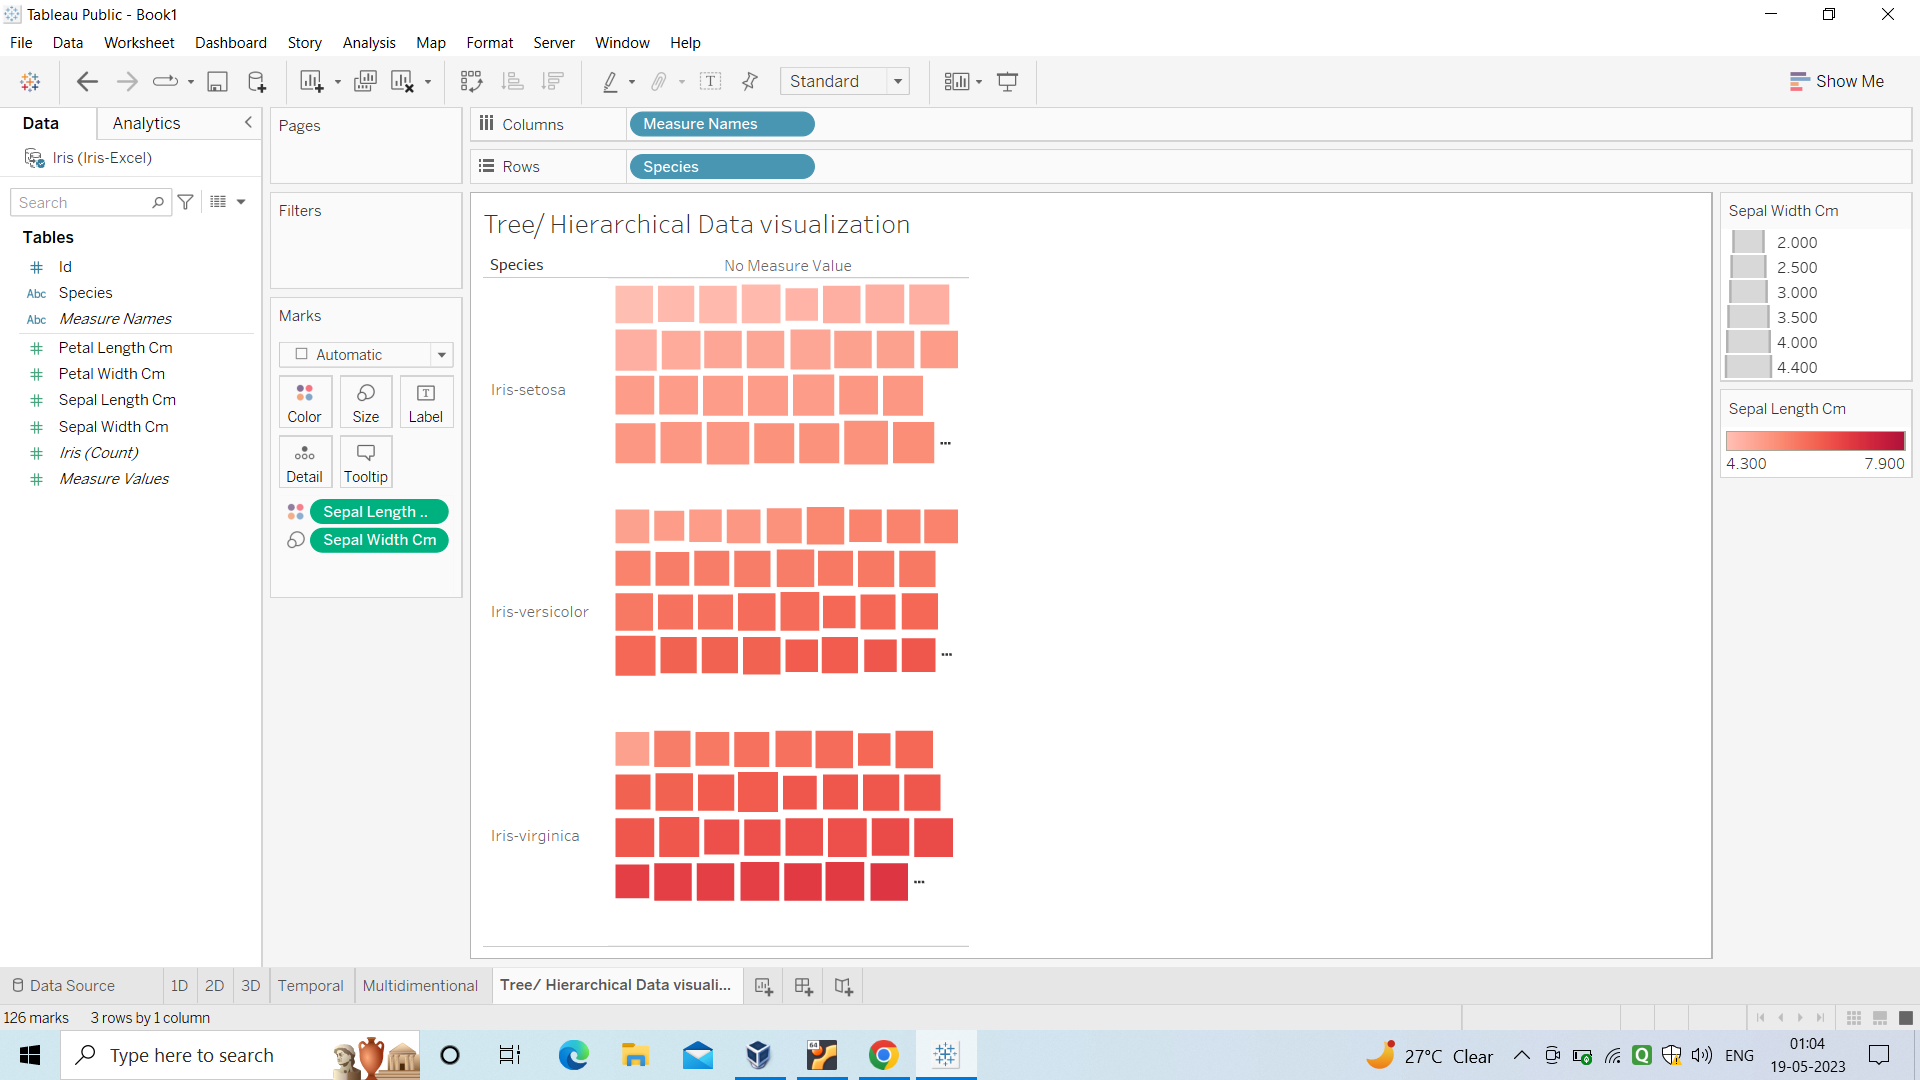 Tableau Public - Book1
File Data Worksheet Dashboard Story Analysis Map Format Server Window Help
T Standard Show Me
Data Analytics
Iris (Iris-Excel)
Search
Tables
# Id
Abc Species
Abc Measure Names
# Petal Length Cm
# Petal Width Cm
# Sepal Length Cm
# Sepal Width Cm
# Iris (Count)
# Measure Values
Pages
Filters
Marks
Automatic
Color Size T Label
Detail Tooltip
Sepal Length ..
Sepal Width Cm
Columns Measure Names
Rows Species
Tree/ Hierarchical Data visualization
Species No Measure Value
Iris-setosa
...
Iris-versicolor
...
Iris-virginica
...
Sepal Width Cm
2.000
2.500
3.000
3.500
4.000
4.400
Sepal Length Cm
4.300 7.900
Data Source 1D 2D 3D Temporal Multidimentional Tree/ Hierarchical Data visuali...
126 marks 3 rows by 1 column
Type here to search
64
27°C Clear
Q
ENG
01:04
19-05-2023